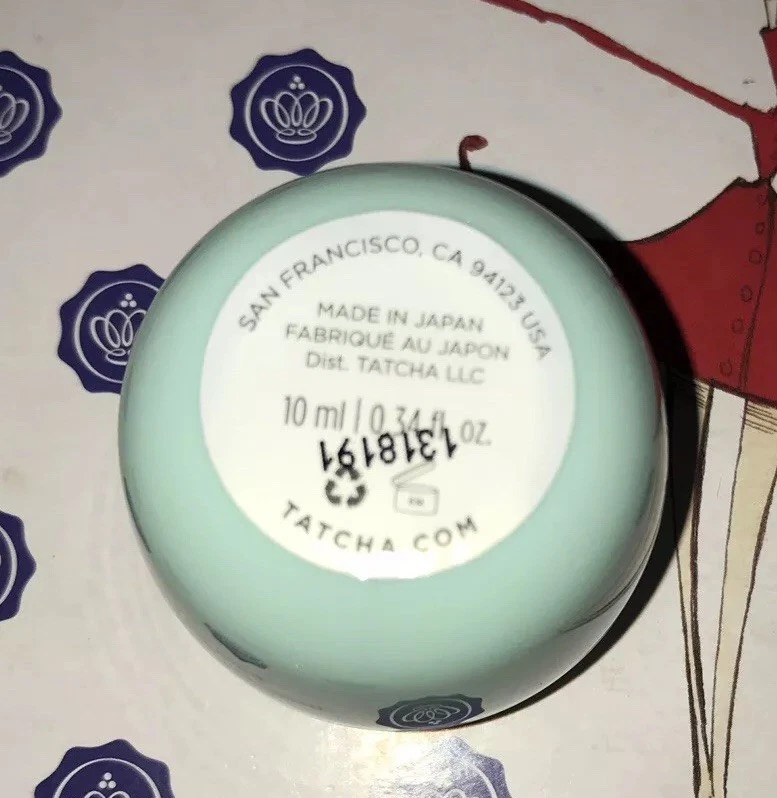 SAN FRANCISCO, CA 94123 USA
MADE IN JAPAN
FABRIQUÉ AU JAPON
Dist. TATCHA LLC
10 ml | 0.34 fl. oz.
1318191
TATCHA.COM